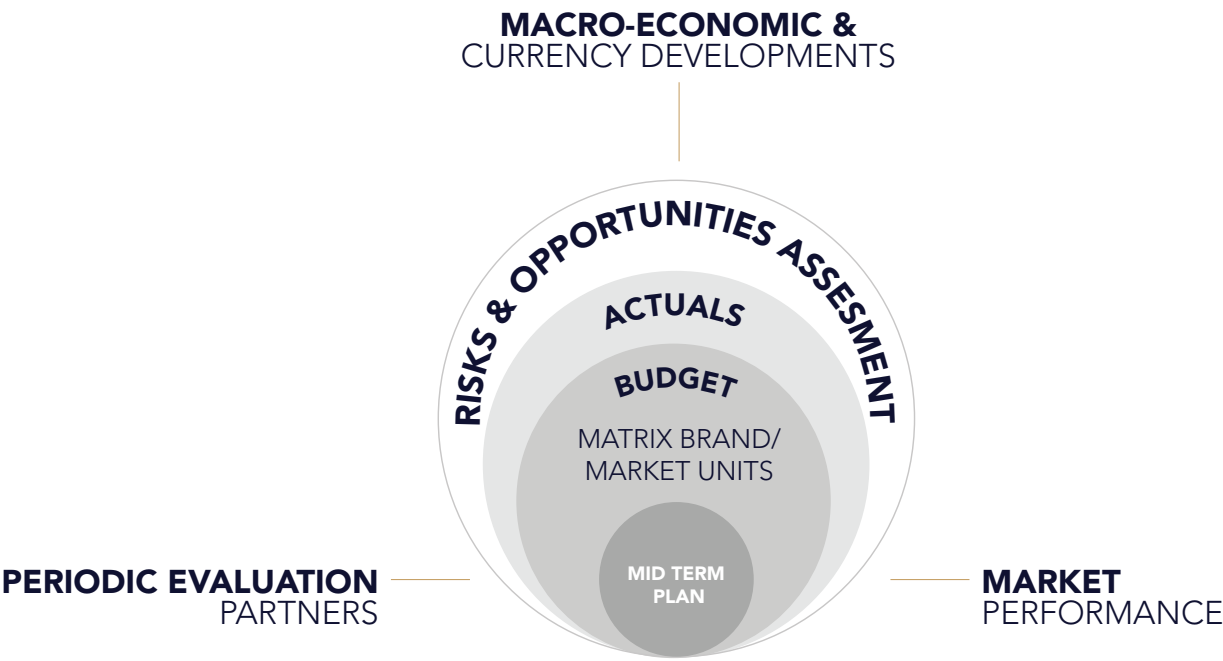 MACRO-ECONOMIC &
CURRENCY DEVELOPMENTS
RISKS & OPPORTUNITIES ASSESMENT
ACTUALS
BUDGET
MATRIX BRAND/
MARKET UNITS
MID TERM
PLAN
PERIODIC EVALUATION
PARTNERS
MARKET
PERFORMANCE